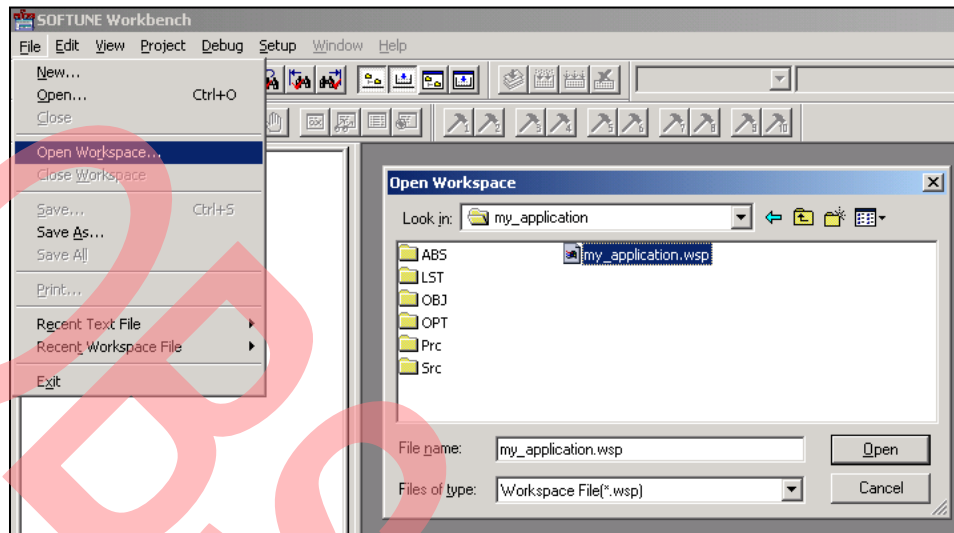 SOFTUNE Workbench
File Edit View Project Debug Setup Window Help
New...
Open... Ctrl+O
Close
Open Workspace...
Close Workspace
Save... Ctrl+S
Save As...
Save All
Print...
Recent Text File
Recent Workspace File
Exit
Open Workspace
Look in: my_application
ABS
my_application.wsp
LST
OBJ
OPT
Prc
Src
File name: my_application.wsp Open
Files of type: Workspace File(*.wsp) Cancel